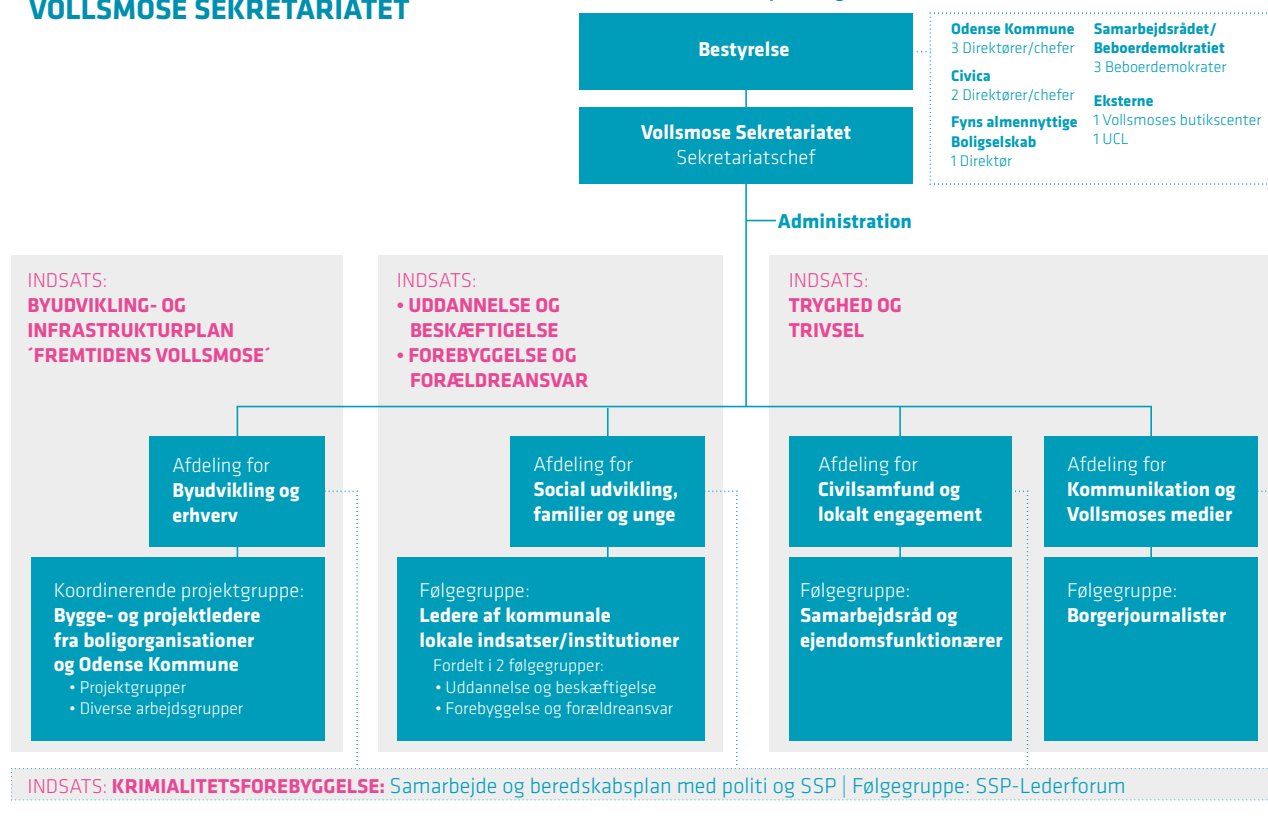 VOLLSMOSE SEKRETARIATET
Bestyrelse
Odense Kommune
3 Direktører/chefer
Civica
2 Direktører/chefer
Fyns almennyttige
Boligselskab
1 Direktør
Samarbejdsrådet/
Beboerdemokratiet
3 Beboerdemokrater
Eksterne
1 Vollsmoses butikscenter
1 UCL
Vollsmose Sekretariatet
Sekretariatschef
Administration
INDSATS:
BYUDVIKLING- OG
INFRASTRUKTURPLAN
´FREMTIDENS VOLLSMOSE´
INDSATS:
• UDDANNELSE OG
BESKÆFTIGELSE
• FOREBYGGELSE OG
FORÆLDREANSVAR
INDSATS:
TRYGHED OG
TRIVSEL
Afdeling for
Byudvikling og
erhverv
Afdeling for
Social udvikling,
familier og unge
Afdeling for
Civilsamfund og
lokalt engagement
Afdeling for
Kommunikation og
Vollsmoses medier
Koordinerende projektgruppe:
Bygge- og projektledere
fra boligorganisationer
og Odense Kommune
• Projektgrupper
• Diverse arbejdsgrupper
Følgegruppe:
Ledere af kommunale
lokale indsatser/institutioner
Fordelt i 2 følgegrupper:
• Uddannelse og beskæftigelse
• Forebyggelse og forældreansvar
Følgegruppe:
Samarbejdsråd og
ejendomsfunktionærer
Følgegruppe:
Borgerjournalister
INDSATS: KRIMIALITETSFOREBYGGELSE: Samarbejde og beredskabsplan med politi og SSP | Følgegruppe: SSP-Lederforum